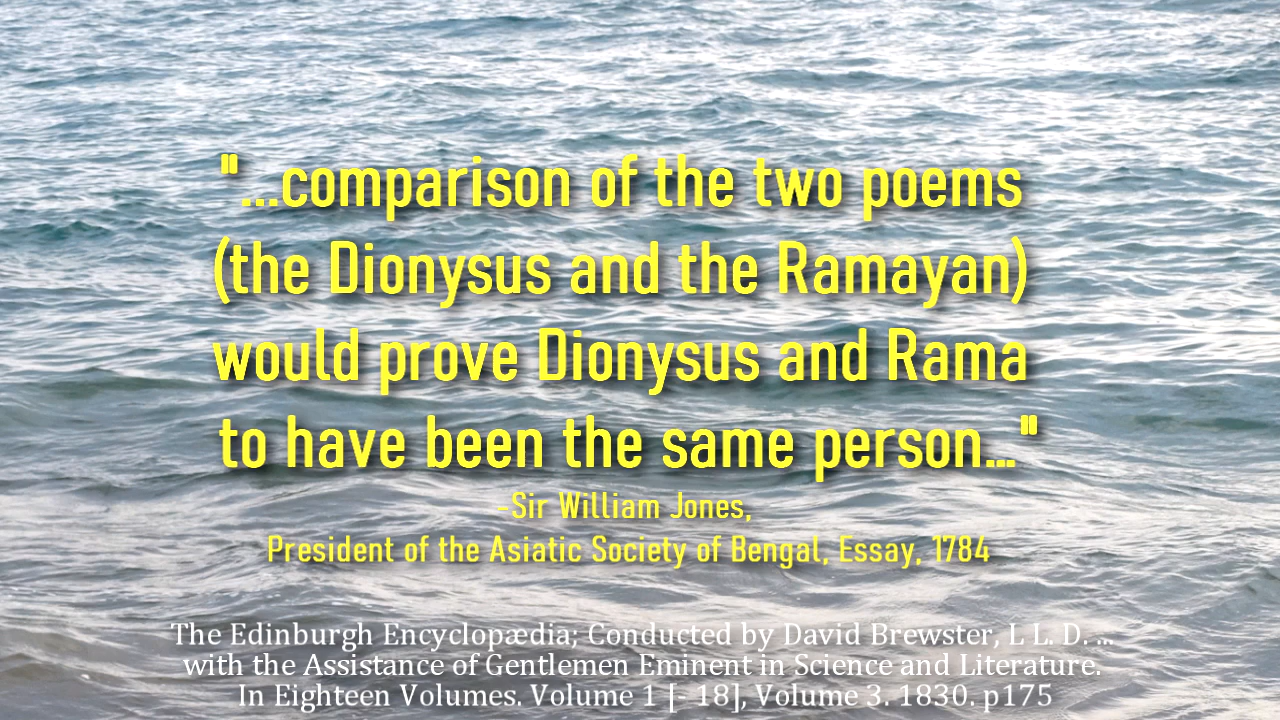 "...comparison of the two poems
(the Dionysus and the Ramayan)
would prove Dionysus and Rama
to have been the same person..."
-Sir William Jones,
President of the Asiatic Society of Bengal, Essay, 1784
The Edinburgh Encyclopædia; Conducted by David Brewster, L L. D. ...
with the Assistance of Gentlemen Eminent in Science and Literature.
In Eighteen Volumes. Volume 1 [- 18], Volume 3. 1830. p175